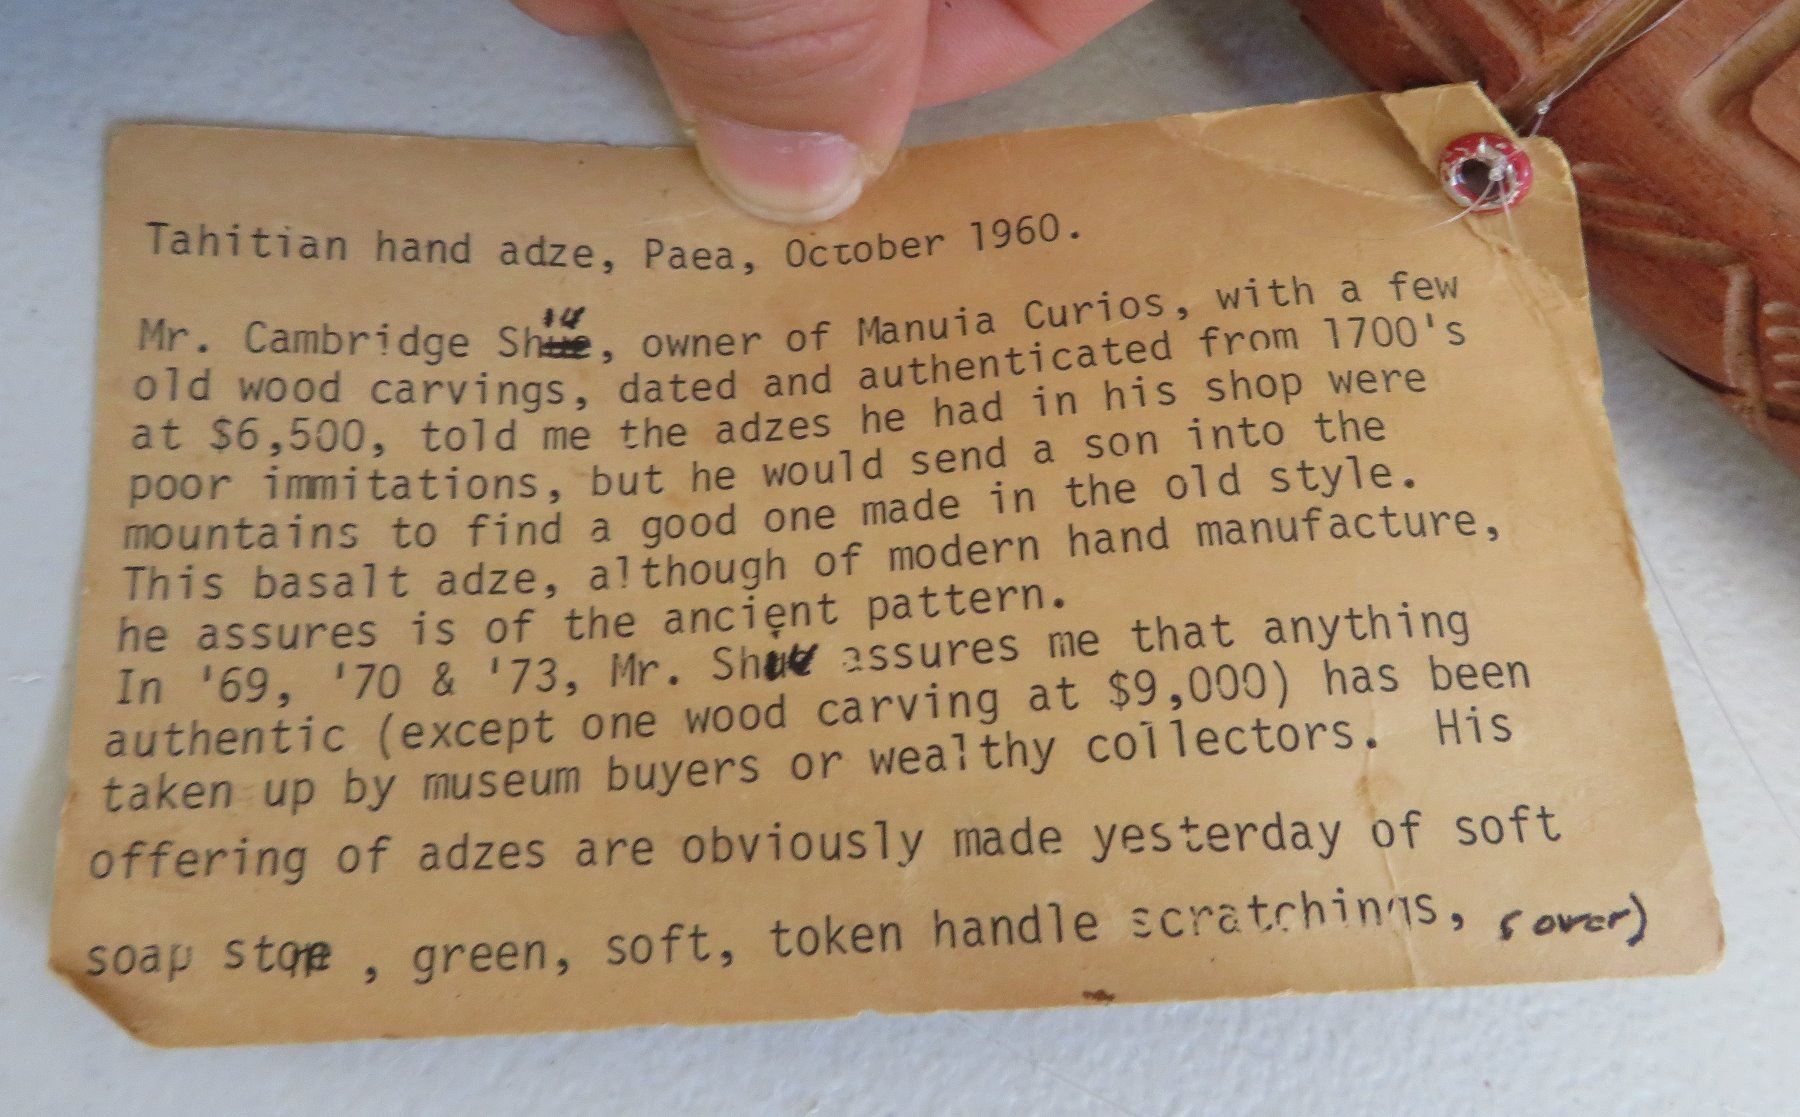 Tahitian hand adze, Paea, October 1960.
Mr. Cambridge , owner of Manuia Curios, with a few
old wood carvings, dated and authenticated from 1700's
at $6,500, told me the adzes he had in his shop were
poor immitations, but he would send a son into the
mountains to find a good one made in the old style.
This basalt adze, although of modern hand manufacture,
he assures is of the ancient pattern.
In '69, '70 & '73, Mr. assures me that anything
authentic (except one wood carving at $9,000) has been
taken up by museum buyers or wealthy collectors. His
offering of adzes are obviously made yesterday of soft
soap stone , green, soft, token handle scratchings, (over)